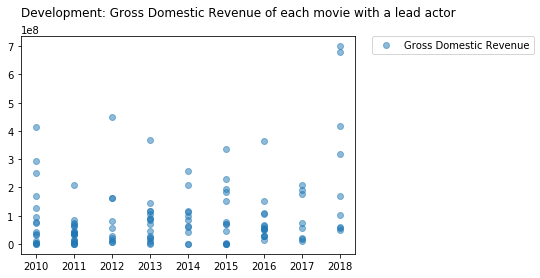 Development: Gross Domestic Revenue of each movie with a lead actor
1e8
Gross Domestic Revenue
7
6
5
4
3
2
1
0
2010 2011 2012 2013 2014 2015 2016 2017 2018